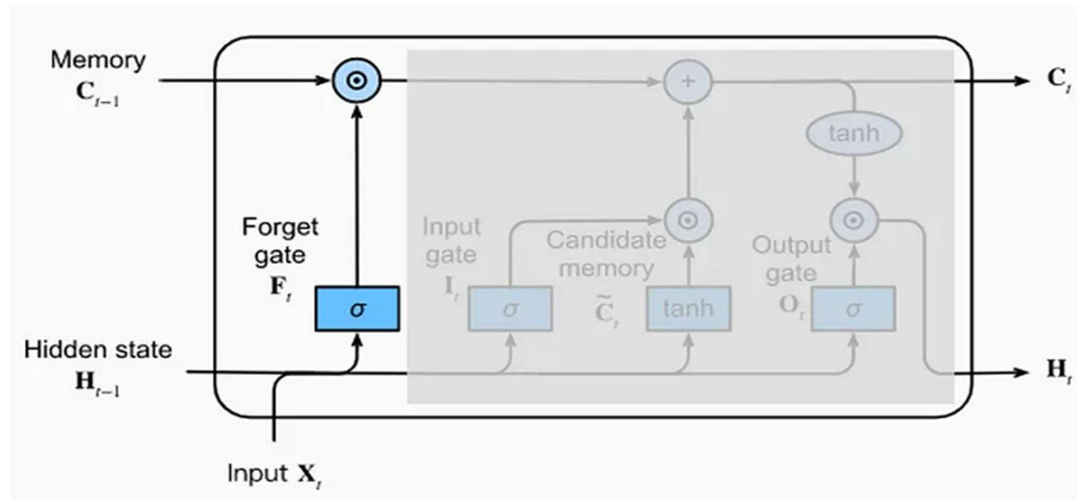 Memory
C_{t-1}
⊙
+
C_t
tanh
Forget
gate
F_t
Input
gate
I_t
Candidate
memory
C̃_t
⊙
Output
gate
O_t
⊙
σ
σ
tanh
σ
Hidden state
H_{t-1}
H_t
Input X_t